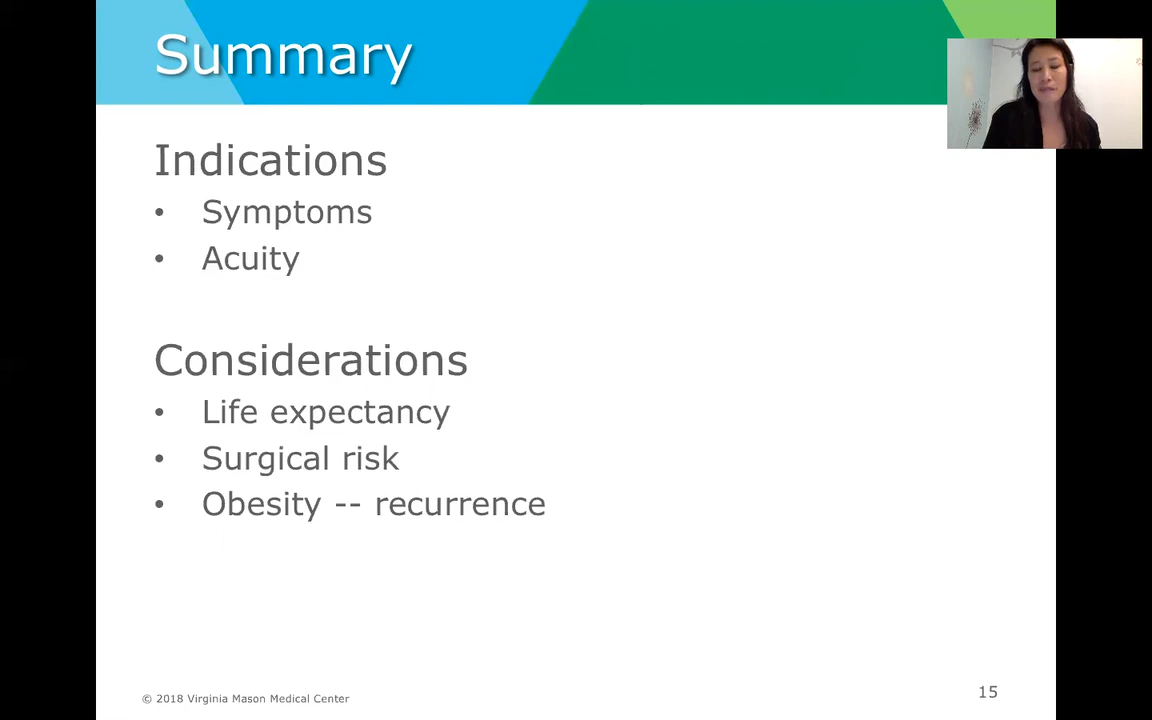 Summary
Indications
• Symptoms
• Acuity
Considerations
• Life expectancy
• Surgical risk
• Obesity -- recurrence
© 2018 Virginia Mason Medical Center
15